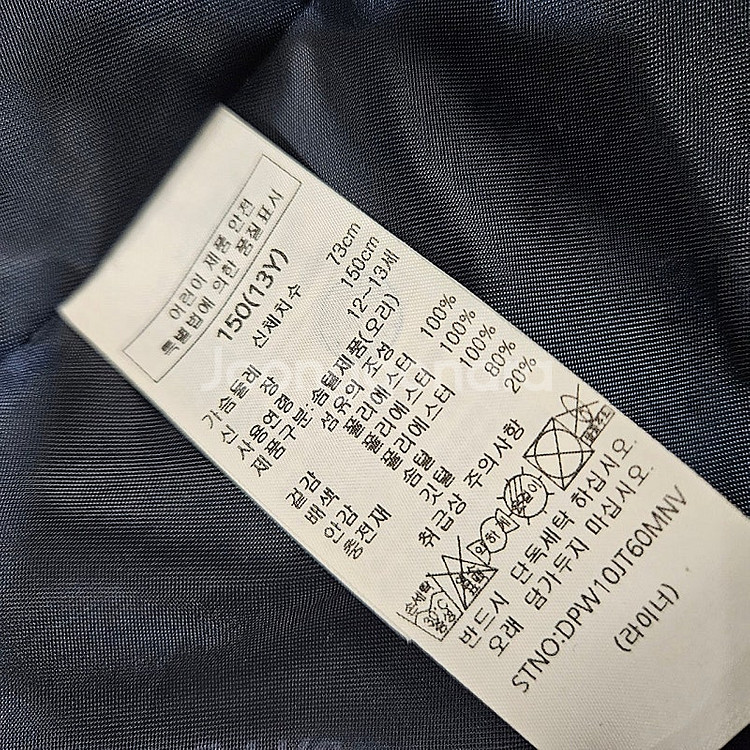 어린이 제품 안전
특별법에 의한 품질 표시
150(13Y)
신체치수
가슴둘레 73cm
신 장 150cm
사용연령 12~13세
제품구분:솜털제품(오리)
섬유의 조성
겉감 폴리에스터 100%
배색 폴리에스터 100%
안감 폴리에스터 100%
충전재 솜털 80%
깃털 20%
취급상 주의사항
손세탁
30℃
중성
반드시 단독세탁 하십시오.
오래 담가두지 마십시오.
STNO:DPW10JT60MNV
(라이너)